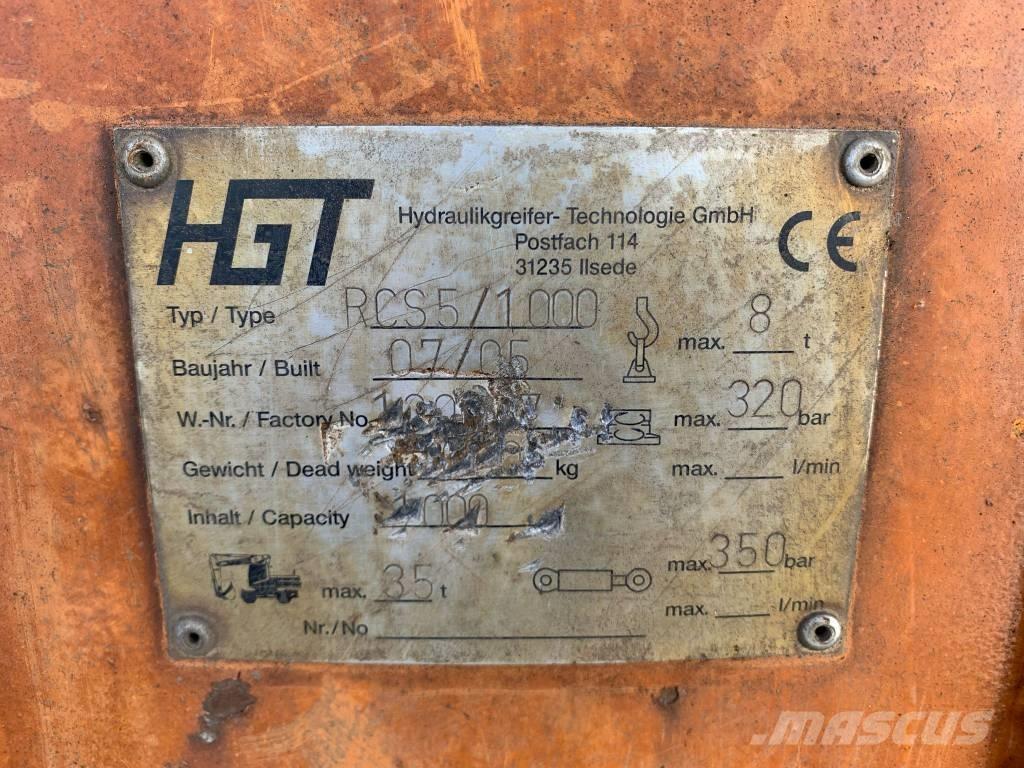 HGT
Hydraulikgreifer- Technologie GmbH
Postfach 114
31235 Ilsede
CE
Typ / Type RCS5/1000 max. 8 t
Baujahr / Built 07/05
W.-Nr. / Factory No max. 320 bar
Gewicht / Dead weight kg max. l/min
Inhalt / Capacity 1000
max. 35 t max. 350 bar
max. l/min
Nr./No
MASCUS